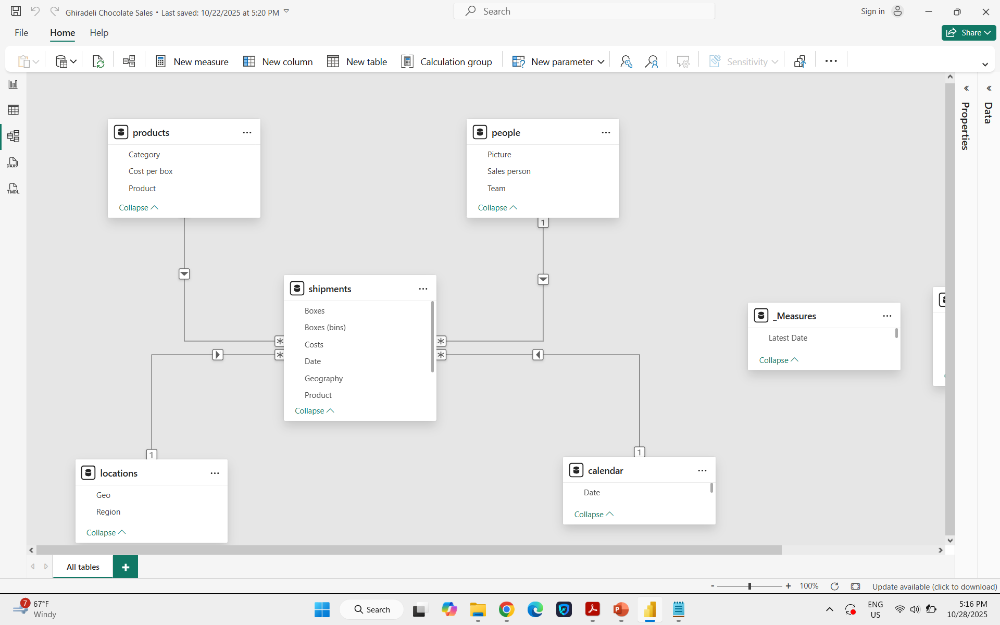 Ghiradeli Chocolate Sales • Last saved: 10/22/2025 at 5:20 PM
Search
Sign in
File
Home
Help
Share
New measure
New column
New table
Calculation group
New parameter
Sensitivity
DAX
TMDL
Properties
Data
products
Category
Cost per box
Product
Collapse
people
Picture
Sales person
Team
Collapse
1
shipments
Boxes
Boxes (bins)
Costs
Date
Geography
Product
Collapse
*
*
*
*
_Measures
Latest Date
Collapse
1
locations
Geo
Region
Collapse
1
calendar
Date
Collapse
All tables
+
- + 100%
Update available (click to download)
7
67°F
Windy
Search
ENG
US
5:16 PM
10/28/2025